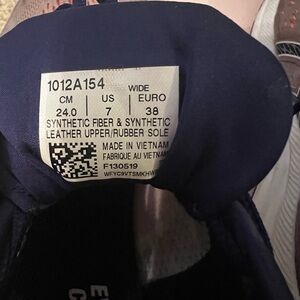 1012A154 WIDE
CM US EURO
24.0 7 38
SYNTHETIC FIBER & SYNTHETIC
LEATHER UPPER/RUBBER SOLE
MADE IN VIETNAM
FABRIQUE AU VIETNAM
F130519